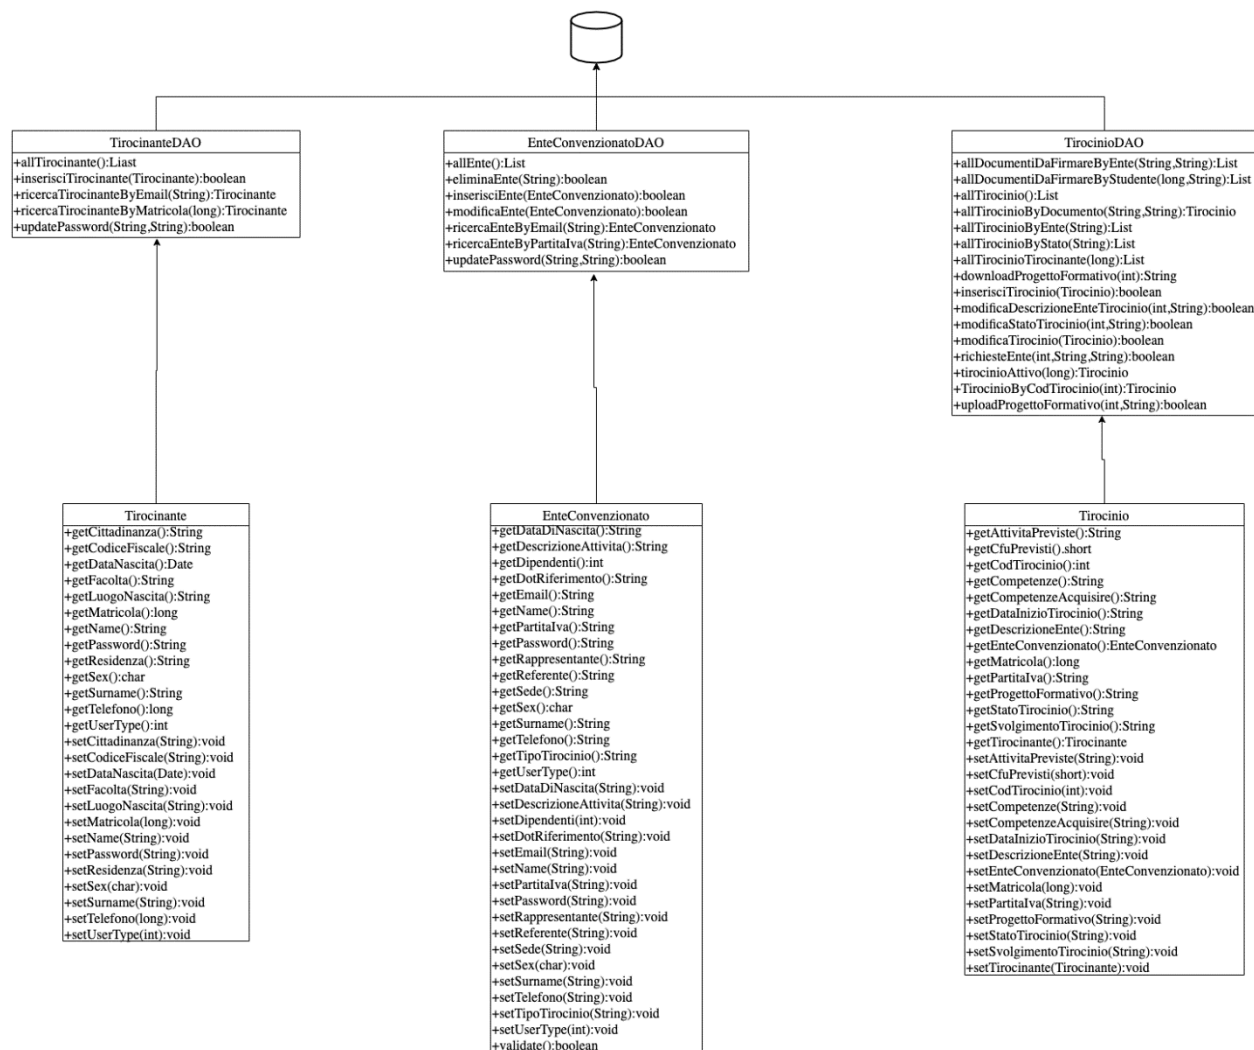 TirocinanteDAO
+allTirocinante():Liast
+inserisciTirocinante(Tirocinante):boolean
+ricercaTirocinanteByEmail(String):Tirocinante
+ricercaTirocinanteByMatricola(long):Tirocinante
+updatePassword(String,String):boolean
EnteConvenzionatoDAO
+allEnte():List
+eliminaEnte(String):boolean
+inserisciEnte(EnteConvenzionato):boolean
+modificaEnte(EnteConvenzionato):boolean
+ricercaEnteByEmail(String):EnteConvenzionato
+ricercaEnteByPartitaIva(String):EnteConvenzionato
+updatePassword(String,String):boolean
TirocinioDAO
+allDocumentiDaFirmareByEnte(String,String):List
+allDocumentiDaFirmareByStudente(long,String):List
+allTirocinio():List
+allTirocinioByDocumento(String,String):Tirocinio
+allTirocinioByEnte(String):List
+allTirocinioByStato(String):List
+allTirocinioTirocinante(long):List
+downloadProgettoFormativo(int):String
+inserisciTirocinio(Tirocinio):boolean
+modificaDescrizioneEnteTirocinio(int,String):boolean
+modificaStatoTirocinio(int,String):boolean
+modificaTirocinio(Tirocinio):boolean
+richiesteEnte(int,String,String):boolean
+tirocinioAttivo(long):Tirocinio
+TirocinioByCodTirocinio(int):Tirocinio
+uploadProgettoFormativo(int,String):boolean
Tirocinante
+getCittadinanza():String
+getCodiceFiscale():String
+getDataNascita():Date
+getFacolta():String
+getLuogoNascita():String
+getMatricola():long
+getName():String
+getPassword():String
+getResidenza():String
+getSex():char
+getSurname():String
+getTelefono():long
+getUserType():int
+setCittadinanza(String):void
+setCodiceFiscale(String):void
+setDataNascita(Date):void
+setFacolta(String):void
+setLuogoNascita(String):void
+setMatricola(long):void
+setName(String):void
+setPassword(String):void
+setResidenza(String):void
+setSex(char):void
+setSurname(String):void
+setTelefono(long):void
+setUserType(int):void
EnteConvenzionato
+getDataDiNascita():String
+getDescrizioneAttivita():String
+getDipendenti():int
+getDotRiferimento():String
+getEmail():String
+getName():String
+getPartitaIva():String
+getPassword():String
+getRappresentante():String
+getReferente():String
+getSede():String
+getSex():char
+getSurname():String
+getTelefono():String
+getTipoTirocinio():String
+getUserType():int
+setDataDiNascita(String):void
+setDescrizioneAttivita(String):void
+setDipendenti(int):void
+setDotRiferimento(String):void
+setEmail(String):void
+setName(String):void
+setPartitaIva(String):void
+setPassword(String):void
+setRappresentante(String):void
+setReferente(String):void
+setSede(String):void
+setSex(char):void
+setSurname(String):void
+setTelefono(String):void
+setTipoTirocinio(String):void
+setUserType(int):void
+validate():boolean
Tirocinio
+getAttivitaPreviste():String
+getCfuPrevisti().short
+getCodTirocinio():int
+getCompetenze():String
+getCompetenzeAcquisire():String
+getDataInizioTirocinio():String
+getDescrizioneEnte():String
+getEnteConvenzionato():EnteConvenzionato
+getMatricola():long
+getPartitaIva():String
+getProgettoFormativo():String
+getStatoTirocinio():String
+getSvolgimentoTirocinio():String
+getTirocinante():Tirocinante
+setAttivitaPreviste(String):void
+setCfuPrevisti(short):void
+setCodTirocinio(int):void
+setCompetenze(String):void
+setCompetenzeAcquisire(String):void
+setDataInizioTirocinio(String):void
+setDescrizioneEnte(String):void
+setEnteConvenzionato(EnteConvenzionato):void
+setMatricola(long):void
+setPartitaIva(String):void
+setProgettoFormativo(String):void
+setStatoTirocinio(String):void
+setSvolgimentoTirocinio(String):void
+setTirocinante(Tirocinante):void